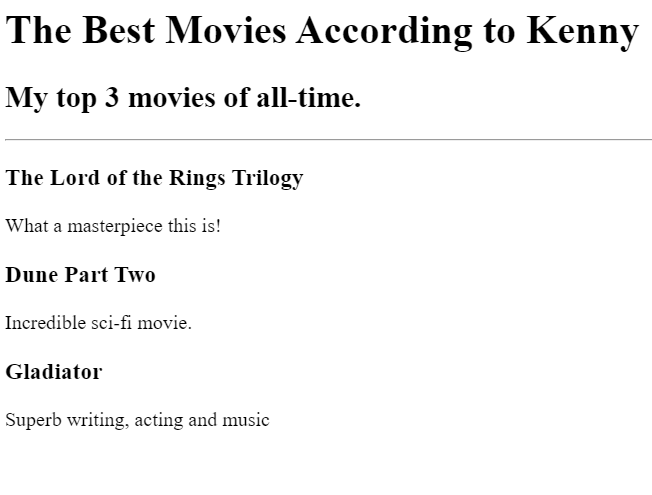 The Best Movies According to Kenny
My top 3 movies of all-time.
The Lord of the Rings Trilogy
What a masterpiece this is!
Dune Part Two
Incredible sci-fi movie.
Gladiator
Superb writing, acting and music